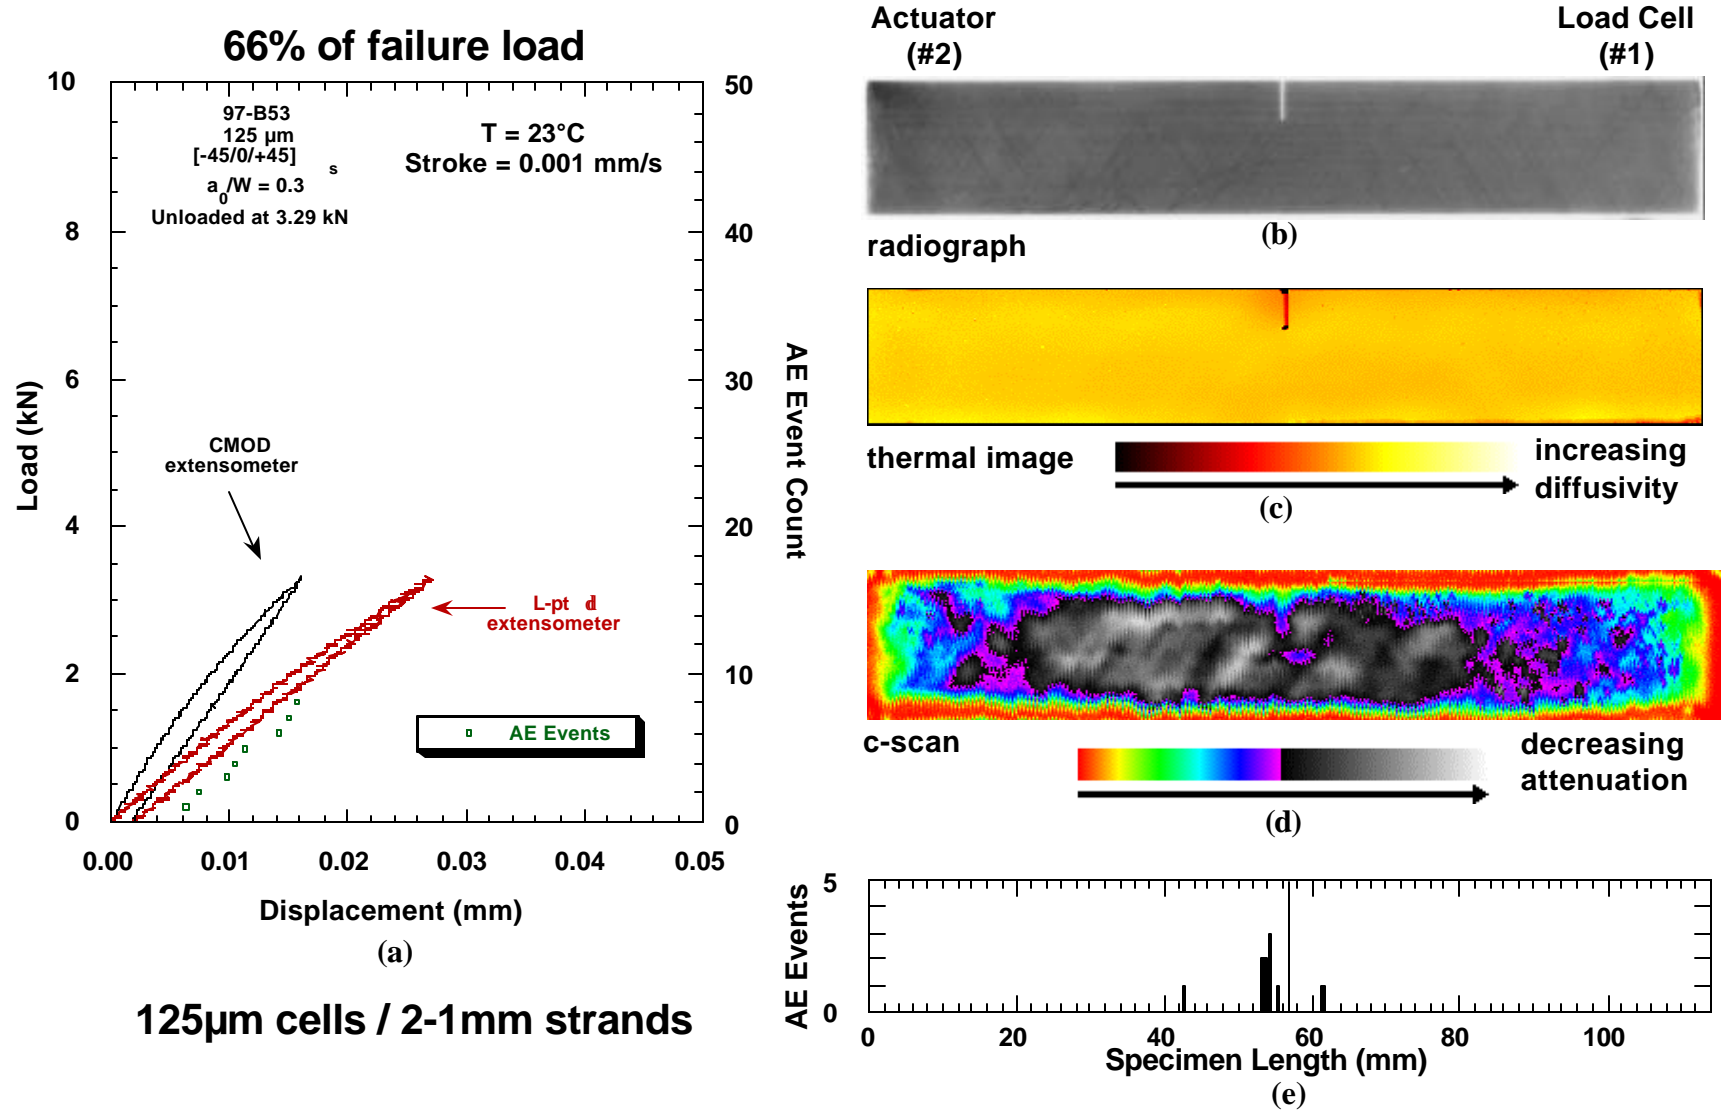 66% of failure load
10
8
6
4
2
0
Load (kN)
97-B53
125 µm
[-45/0/+45]
s
a0/W = 0.3
Unloaded at 3.29 kN
T = 23°C
Stroke = 0.001 mm/s
CMOD
extensometer
L-pt d
extensometer
AE Events
50
40
30
20
10
0
AE Event Count
0.00 0.01 0.02 0.03 0.04 0.05
Displacement (mm)
(a)
125µm cells / 2-1mm strands
Actuator
(#2)
Load Cell
(#1)
(b)
radiograph
thermal image
increasing
diffusivity
(c)
c-scan
decreasing
attenuation
(d)
AE Events
5
0
0 20 40 60 80 100
Specimen Length (mm)
(e)